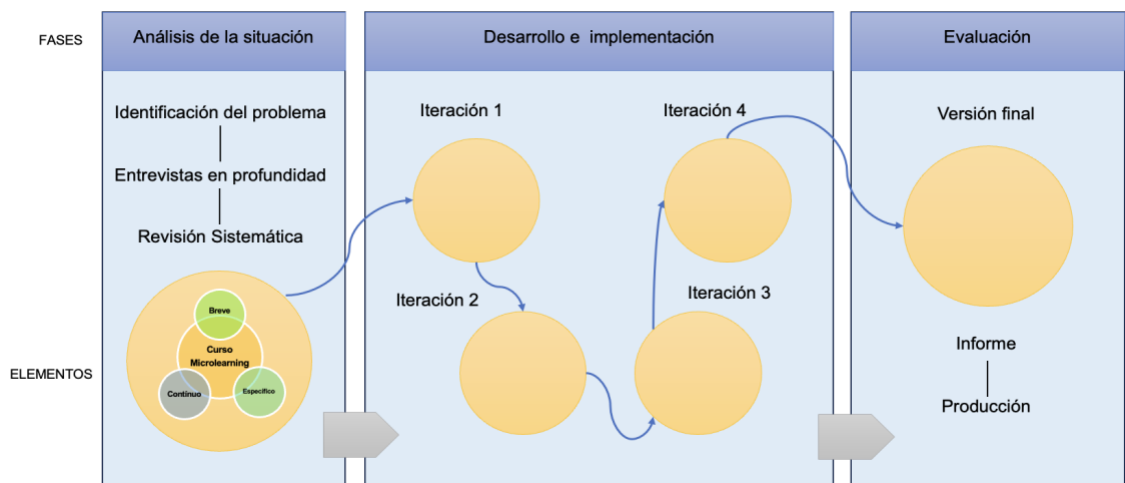 FASES
Análisis de la situación
Desarrollo e implementación
Evaluación
Identificación del problema
Entrevistas en profundidad
Revisión Sistemática
Breve
Curso
Microlearning
Continuo
Específico
ELEMENTOS
Iteración 1
Iteración 2
Iteración 3
Iteración 4
Versión final
Informe
Producción